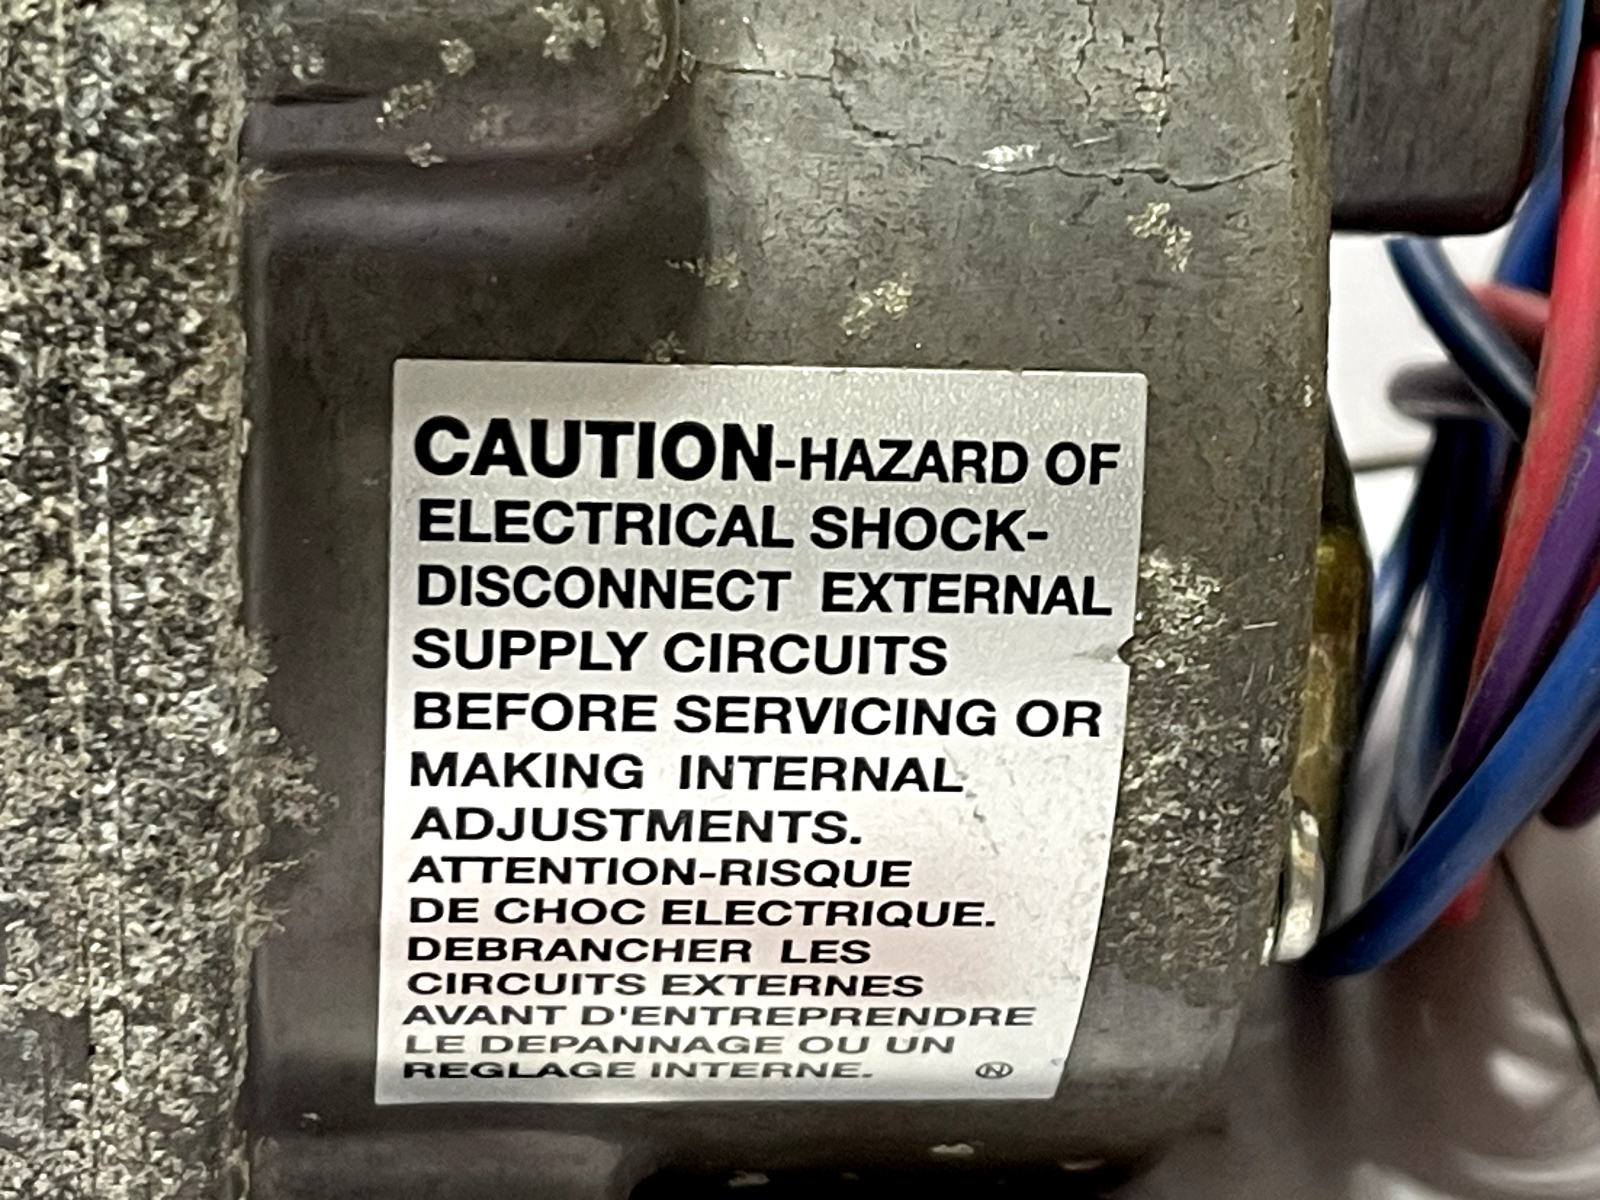 CAUTION-HAZARD OF
ELECTRICAL SHOCK-
DISCONNECT EXTERNAL
SUPPLY CIRCUITS
BEFORE SERVICING OR
MAKING INTERNAL
ADJUSTMENTS.
ATTENTION-RISQUE
DE CHOC ELECTRIQUE.
DEBRANCHER LES
CIRCUITS EXTERNES
AVANT D'ENTREPRENDRE
LE DEPANNAGE OU UN
REGLAGE INTERNE. Ⓝ